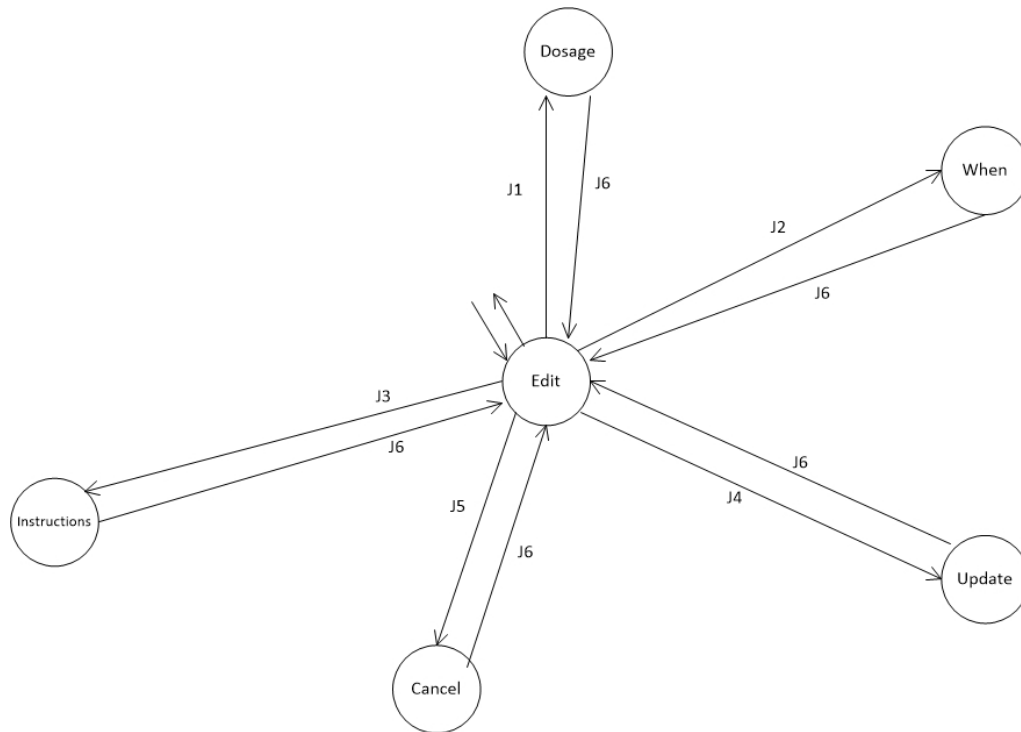 Dosage
When
J1
J6
J2
J6
Edit
J3
J6
J6
J4
J5
J6
Instructions
Update
Cancel